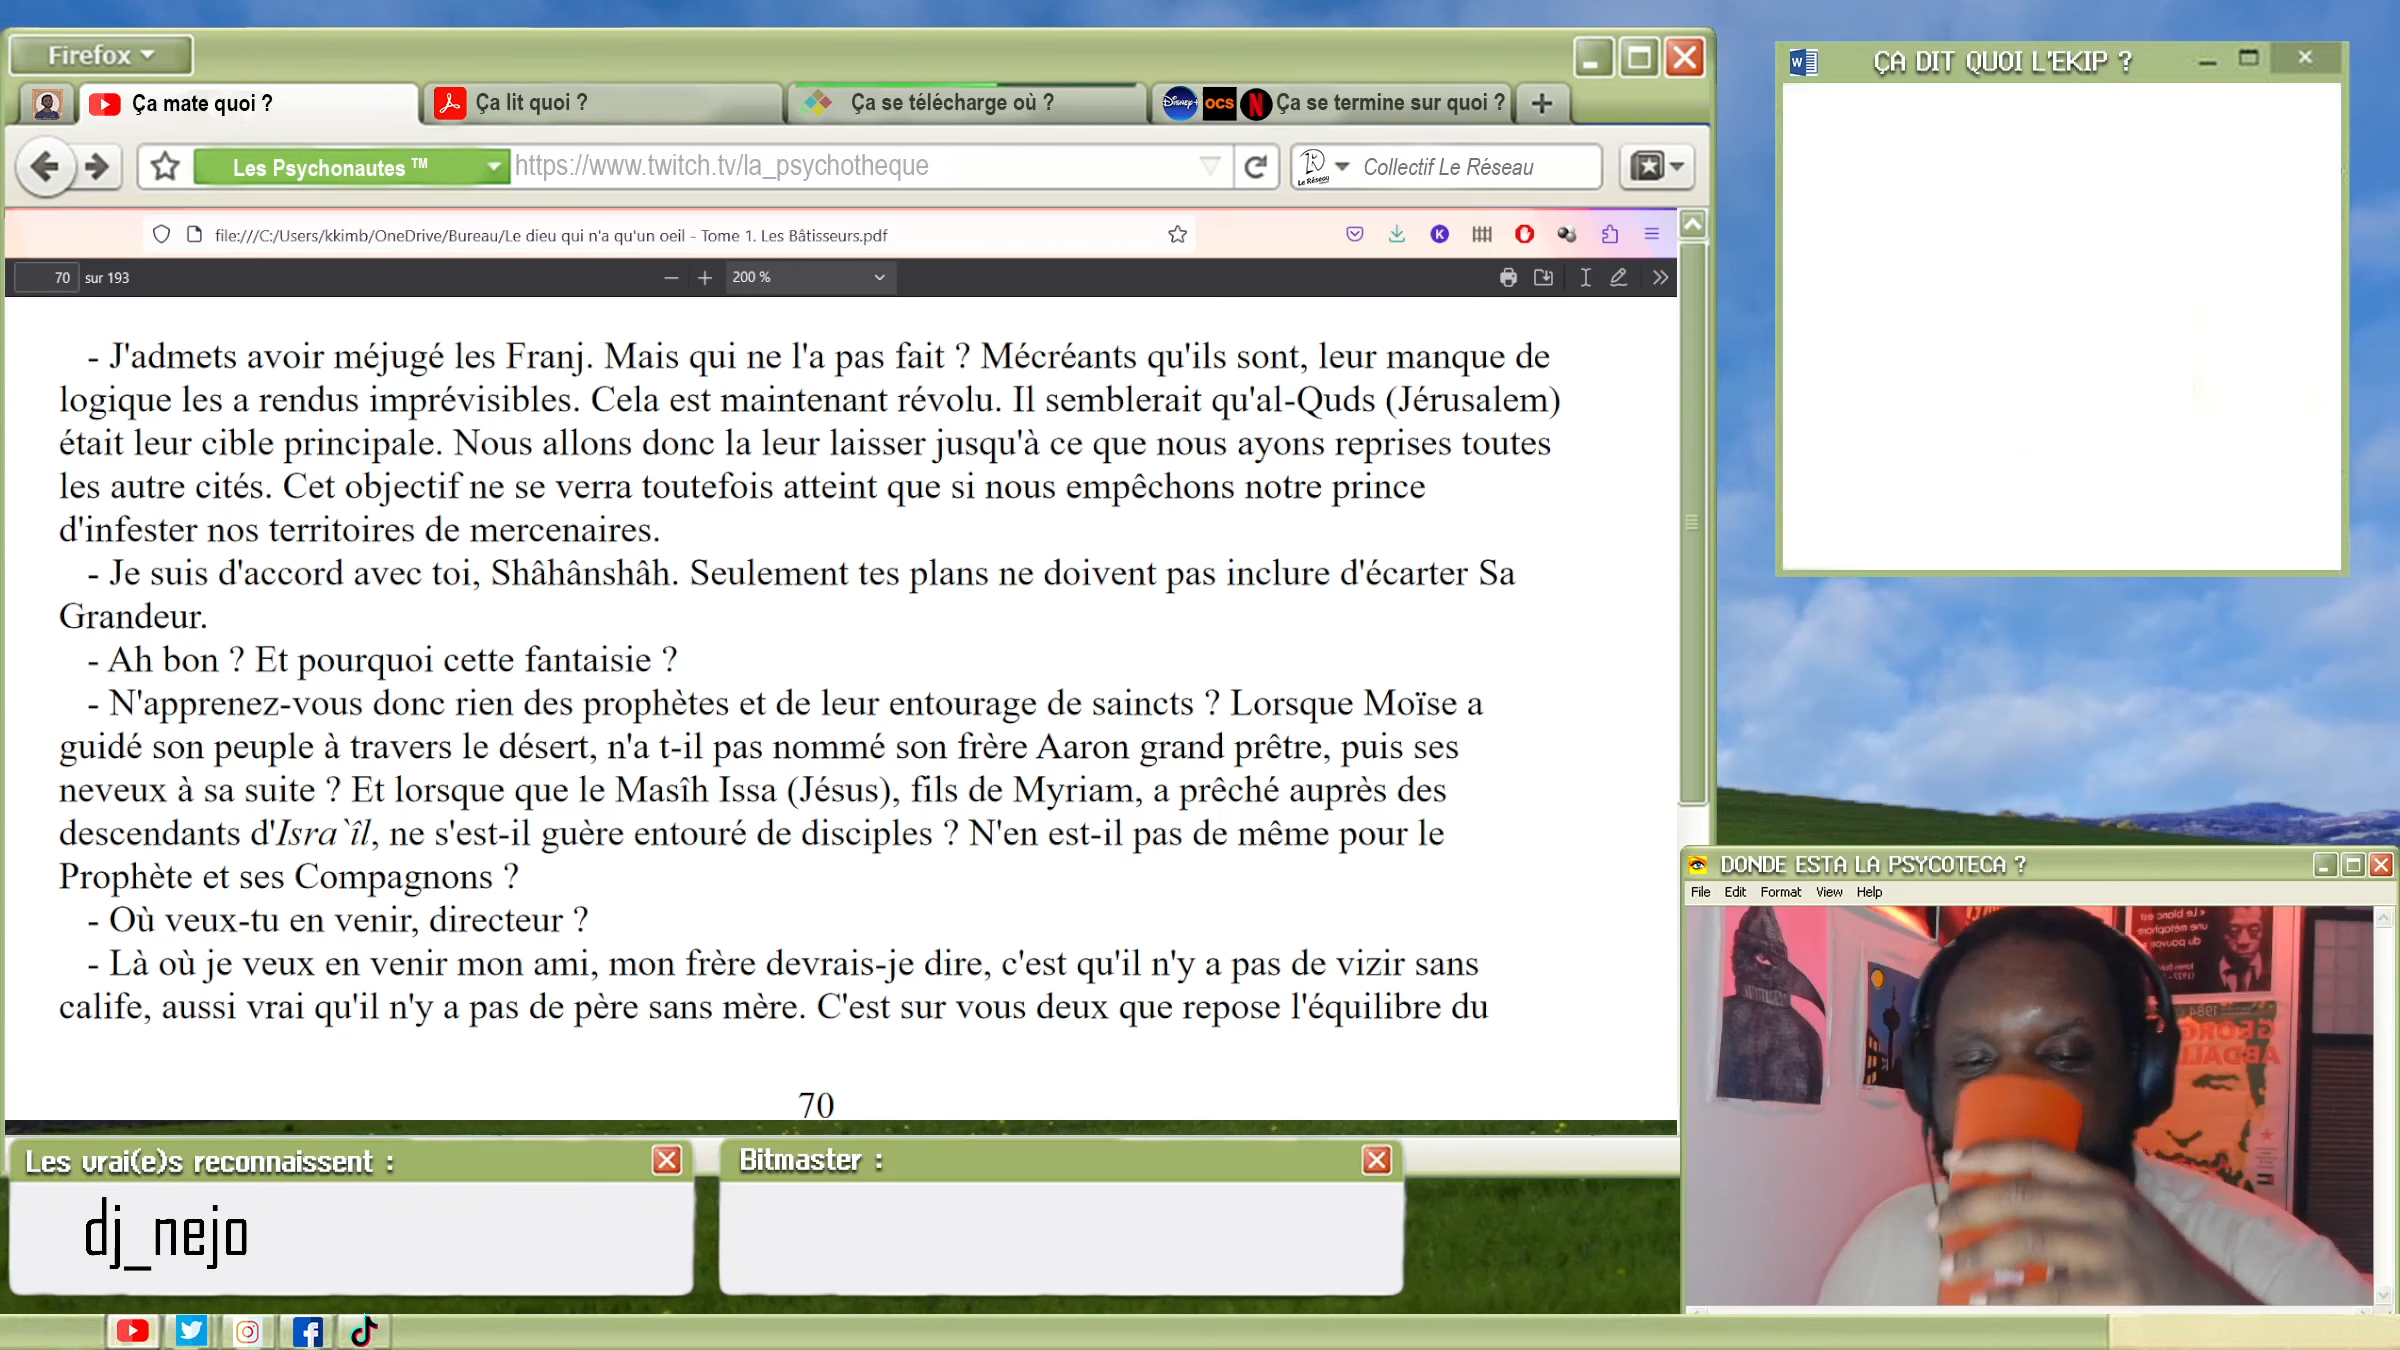 Firefox
Ça mate quoi ?
Ça lit quoi ?
Ça se télécharge où ?
Disney+
OCS
N
Ça se termine sur quoi ?
Les Psychonautes ™
https://www.twitch.tv/la_psychotheque
Le Réseau
Collectif Le Réseau
file:///C:/Users/kkimb/OneDrive/Bureau/Le dieu qui n'a qu'un oeil - Tome 1. Les Bâtisseurs.pdf
K
70 sur 193
200 %
- J'admets avoir méjugé les Franj. Mais qui ne l'a pas fait ? Mécréants qu'ils sont, leur manque de
logique les a rendus imprévisibles. Cela est maintenant révolu. Il semblerait qu'al-Quds (Jérusalem)
était leur cible principale. Nous allons donc la leur laisser jusqu'à ce que nous ayons reprises toutes
les autre cités. Cet objectif ne se verra toutefois atteint que si nous empêchons notre prince
d'infester nos territoires de mercenaires.
- Je suis d'accord avec toi, Shâhânshâh. Seulement tes plans ne doivent pas inclure d'écarter Sa
Grandeur.
- Ah bon ? Et pourquoi cette fantaisie ?
- N'apprenez-vous donc rien des prophètes et de leur entourage de saincts ? Lorsque Moïse a
guidé son peuple à travers le désert, n'a t-il pas nommé son frère Aaron grand prêtre, puis ses
neveux à sa suite ? Et lorsque que le Masîh Issa (Jésus), fils de Myriam, a prêché auprès des
descendants d'Isra`îl, ne s'est-il guère entouré de disciples ? N'en est-il pas de même pour le
Prophète et ses Compagnons ?
- Où veux-tu en venir, directeur ?
- Là où je veux en venir mon ami, mon frère devrais-je dire, c'est qu'il n'y a pas de vizir sans
calife, aussi vrai qu'il n'y a pas de père sans mère. C'est sur vous deux que repose l'équilibre du
70
Les vrai(e)s reconnaissent :
dj_nejo
Bitmaster :
W
ÇA DIT QUOI L'EKIP ?
DONDE ESTA LA PSYCOTECA ?
File Edit Format View Help
« Le blanc est
une métaphore
du pouvoir »
1984